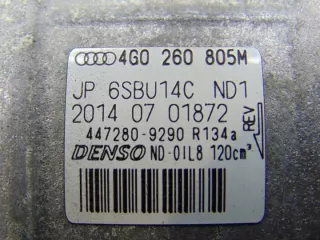 4G0 260 805M
JP 6SBU14C ND1
2014 07 01872
447280-9290 R134a
REV
DENSO ND-OIL8 120cm³